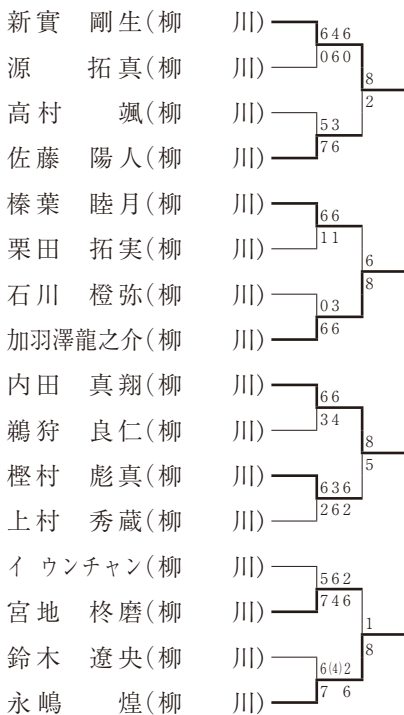 新實 剛生(柳 川)
646
源 拓真(柳 川)
060
8
2
高村 颯(柳 川)
53
佐藤 陽人(柳 川)
76
榛葉 睦月(柳 川)
66
栗田 拓実(柳 川)
11
6
8
石川 橙弥(柳 川)
03
加羽澤龍之介(柳 川)
66
内田 真翔(柳 川)
66
鵜狩 良仁(柳 川)
34
8
5
樫村 彪真(柳 川)
636
上村 秀蔵(柳 川)
262
イ ウンチャン(柳 川)
562
宮地 柊磨(柳 川)
746
1
8
鈴木 遼央(柳 川)
6(4)2
永嶋 煌(柳 川)
7 6